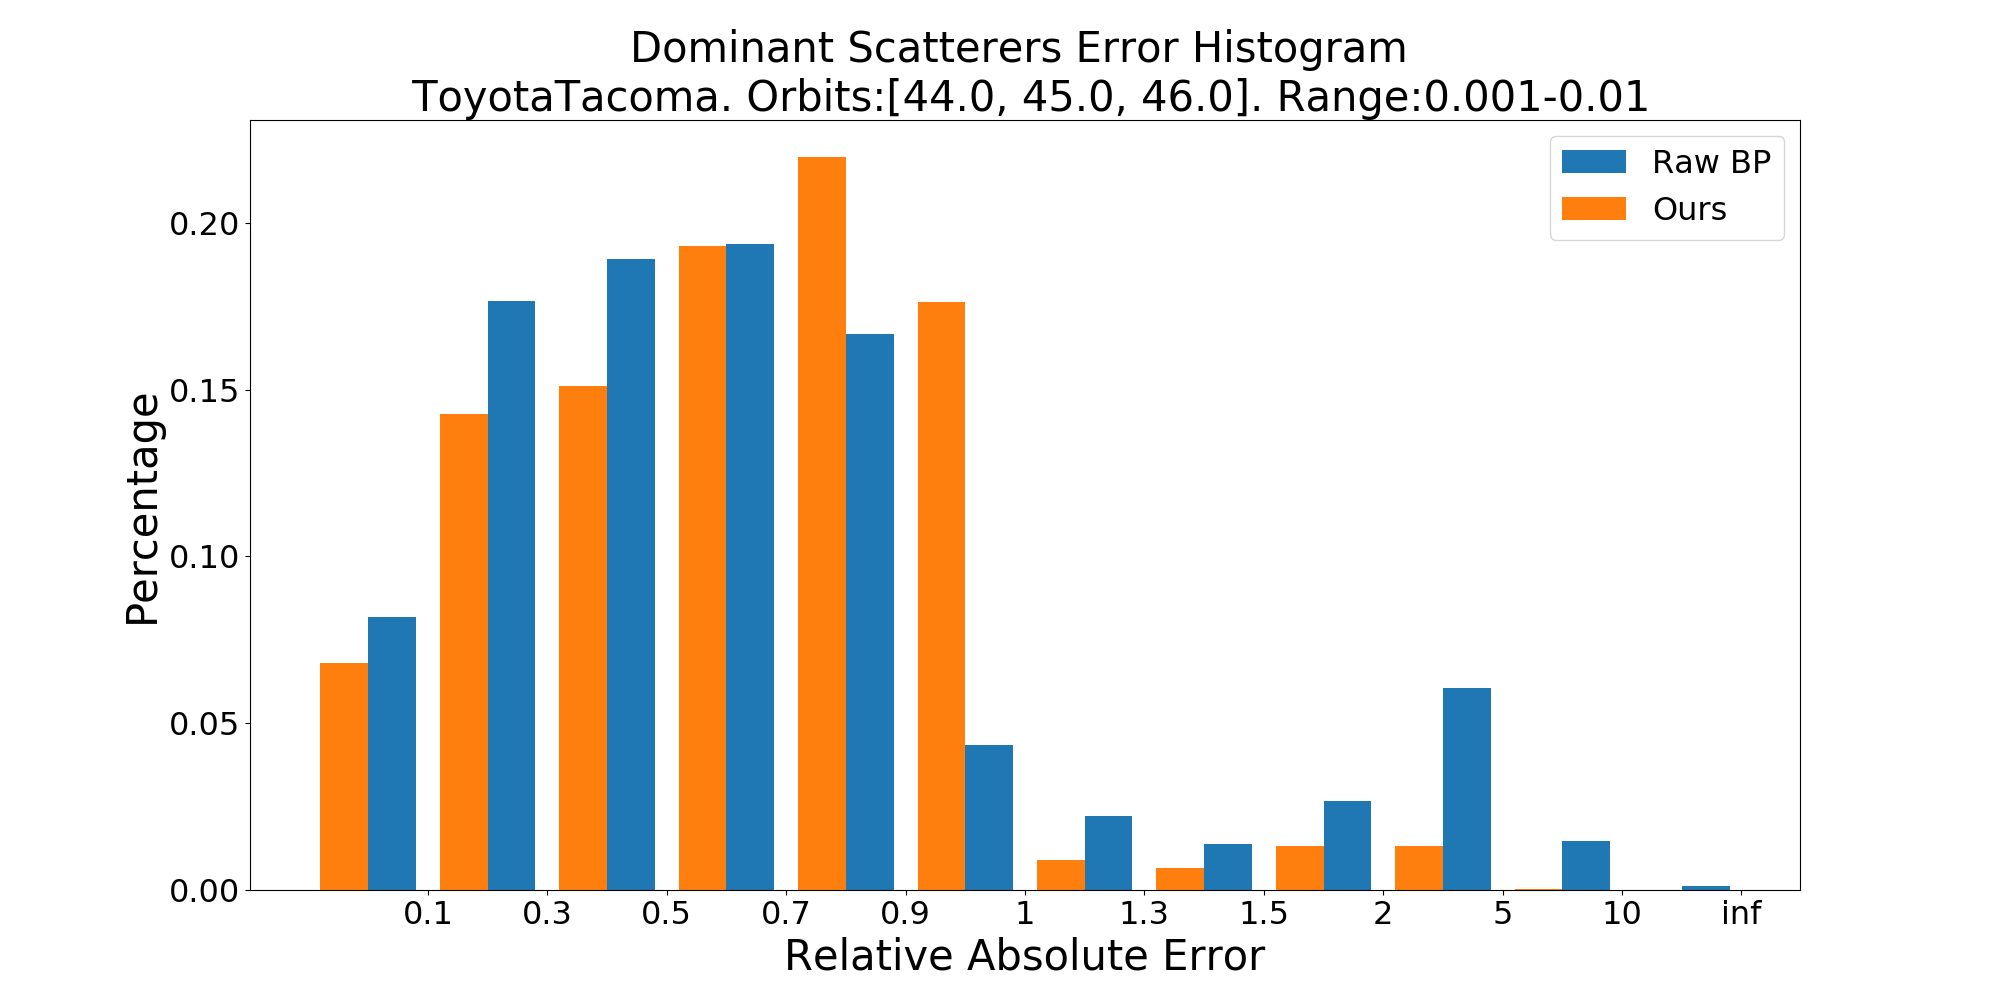 Dominant Scatterers Error Histogram
ToyotaTacoma. Orbits:[44.0, 45.0, 46.0]. Range:0.001-0.01
Raw BP
Ours
Percentage
0.20
0.15
0.10
0.05
0.00
0.1 0.3 0.5 0.7 0.9 1 1.3 1.5 2 5 10 inf
Relative Absolute Error